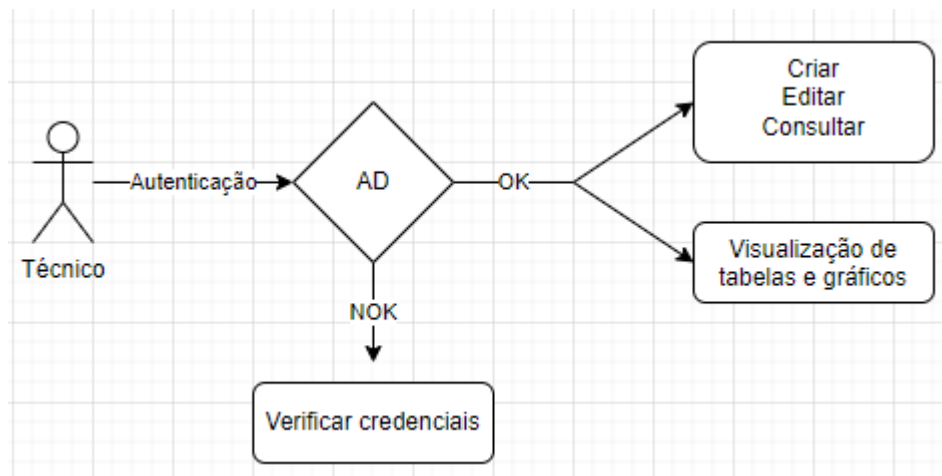 Técnico
Autenticação
AD
OK
Criar
Editar
Consultar
Visualização de
tabelas e gráficos
NOK
Verificar credenciais